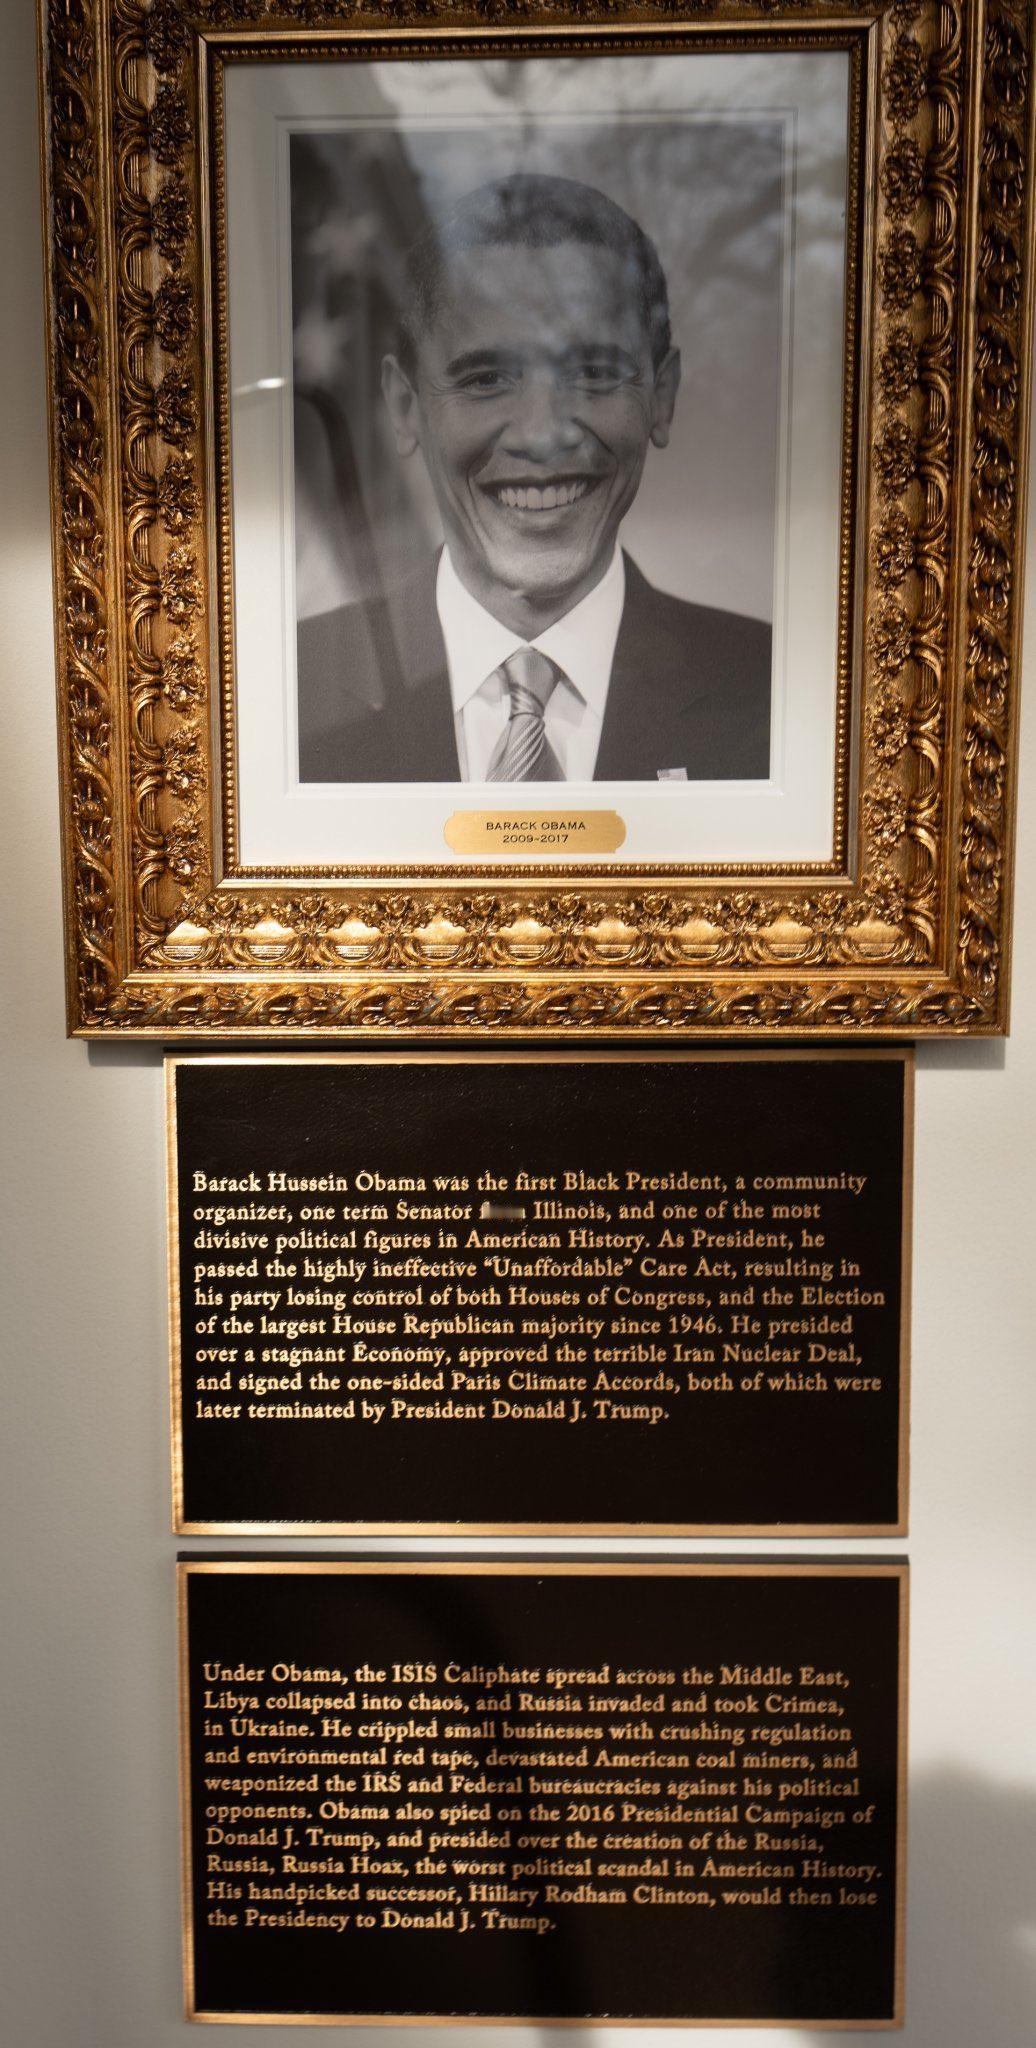 BARACK OBAMA
2009-2017
Barack Hussein Obama was the first Black President, a community
organizer, one term Senator Illinois, and one of the most
divisive political figures in American History. As President, he
passed the highly ineffective “Unaffordable” Care Act, resulting in
his party losing control of both Houses of Congress, and the Election
of the largest House Republican majority since 1946. He presided
over a stagnant Economy, approved the terrible Iran Nuclear Deal,
and signed the one-sided Paris Climate Accords, both of which were
later terminated by President Donald J. Trump.
Under Obama, the ISIS Caliphate spread across the Middle East,
Libya collapsed into chaos, and Russia invaded and took Crimea,
in Ukraine. He crippled small businesses with crushing regulation
and environmental red tape, devastated American coal miners, and
weaponized the IRS and Federal bureaucracies against his political
opponents. Obama also spied on the 2016 Presidential Campaign of
Donald J. Trump, and presided over the creation of the Russia,
Russia, Russia Hoax, the worst political scandal in American History.
His handpicked successor, Hillary Rodham Clinton, would then lose
the Presidency to Donald J. Trump.